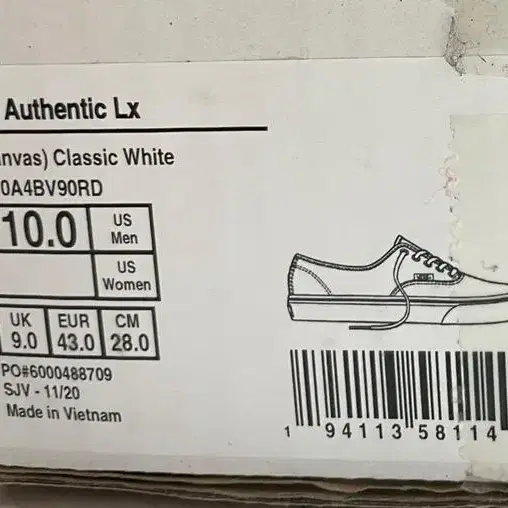 Authentic Lx
nvas) Classic White
0A4BV90RD
10.0 US Men
US Women
UK EUR CM
9.0 43.0 28.0
PO#6000488709
SJV - 11/20
Made in Vietnam
VANS
1 94113 58114